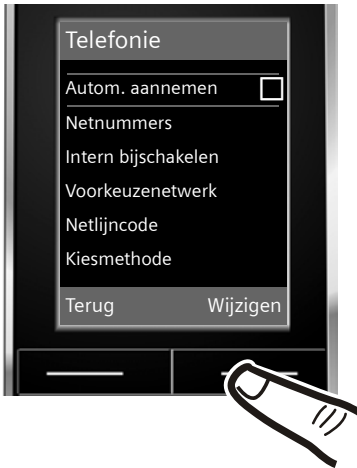 Telefonie
Autom. aannemen
Netnummers
Intern bijschakelen
Voorkeuzenetwerk
Netlijncode
Kiesmethode
Terug Wijzigen